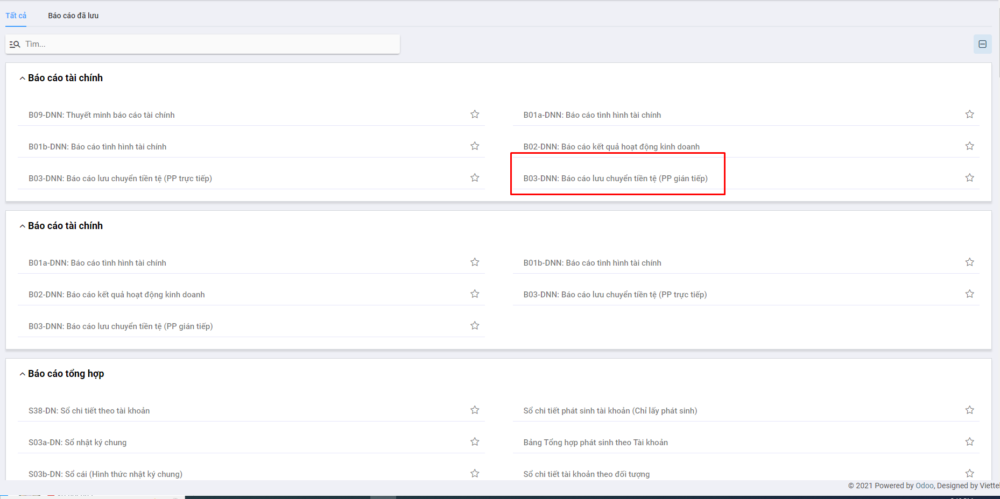 Tất cả
Báo cáo đã lưu
Tìm...
Báo cáo tài chính
B09-DNN: Thuyết minh báo cáo tài chính
B01a-DNN: Báo cáo tình hình tài chính
B01b-DNN: Báo cáo tình hình tài chính
B02-DNN: Báo cáo kết quả hoạt động kinh doanh
B03-DNN: Báo cáo lưu chuyển tiền tệ (PP trực tiếp)
B03-DNN: Báo cáo lưu chuyển tiền tệ (PP gián tiếp)
Báo cáo tài chính
B01a-DNN: Báo cáo tình hình tài chính
B01b-DNN: Báo cáo tình hình tài chính
B02-DNN: Báo cáo kết quả hoạt động kinh doanh
B03-DNN: Báo cáo lưu chuyển tiền tệ (PP trực tiếp)
B03-DNN: Báo cáo lưu chuyển tiền tệ (PP gián tiếp)
Báo cáo tổng hợp
S38-DN: Sổ chi tiết theo tài khoản
Sổ chi tiết phát sinh tài khoản (Chỉ lấy phát sinh)
S03a-DN: Sổ nhật ký chung
Bảng Tổng hợp phát sinh theo Tài khoản
S03b-DN: Sổ cái (Hình thức nhật ký chung)
Sổ chi tiết tài khoản theo đối tượng
© 2021 Powered by Odoo, Designed by Viettel